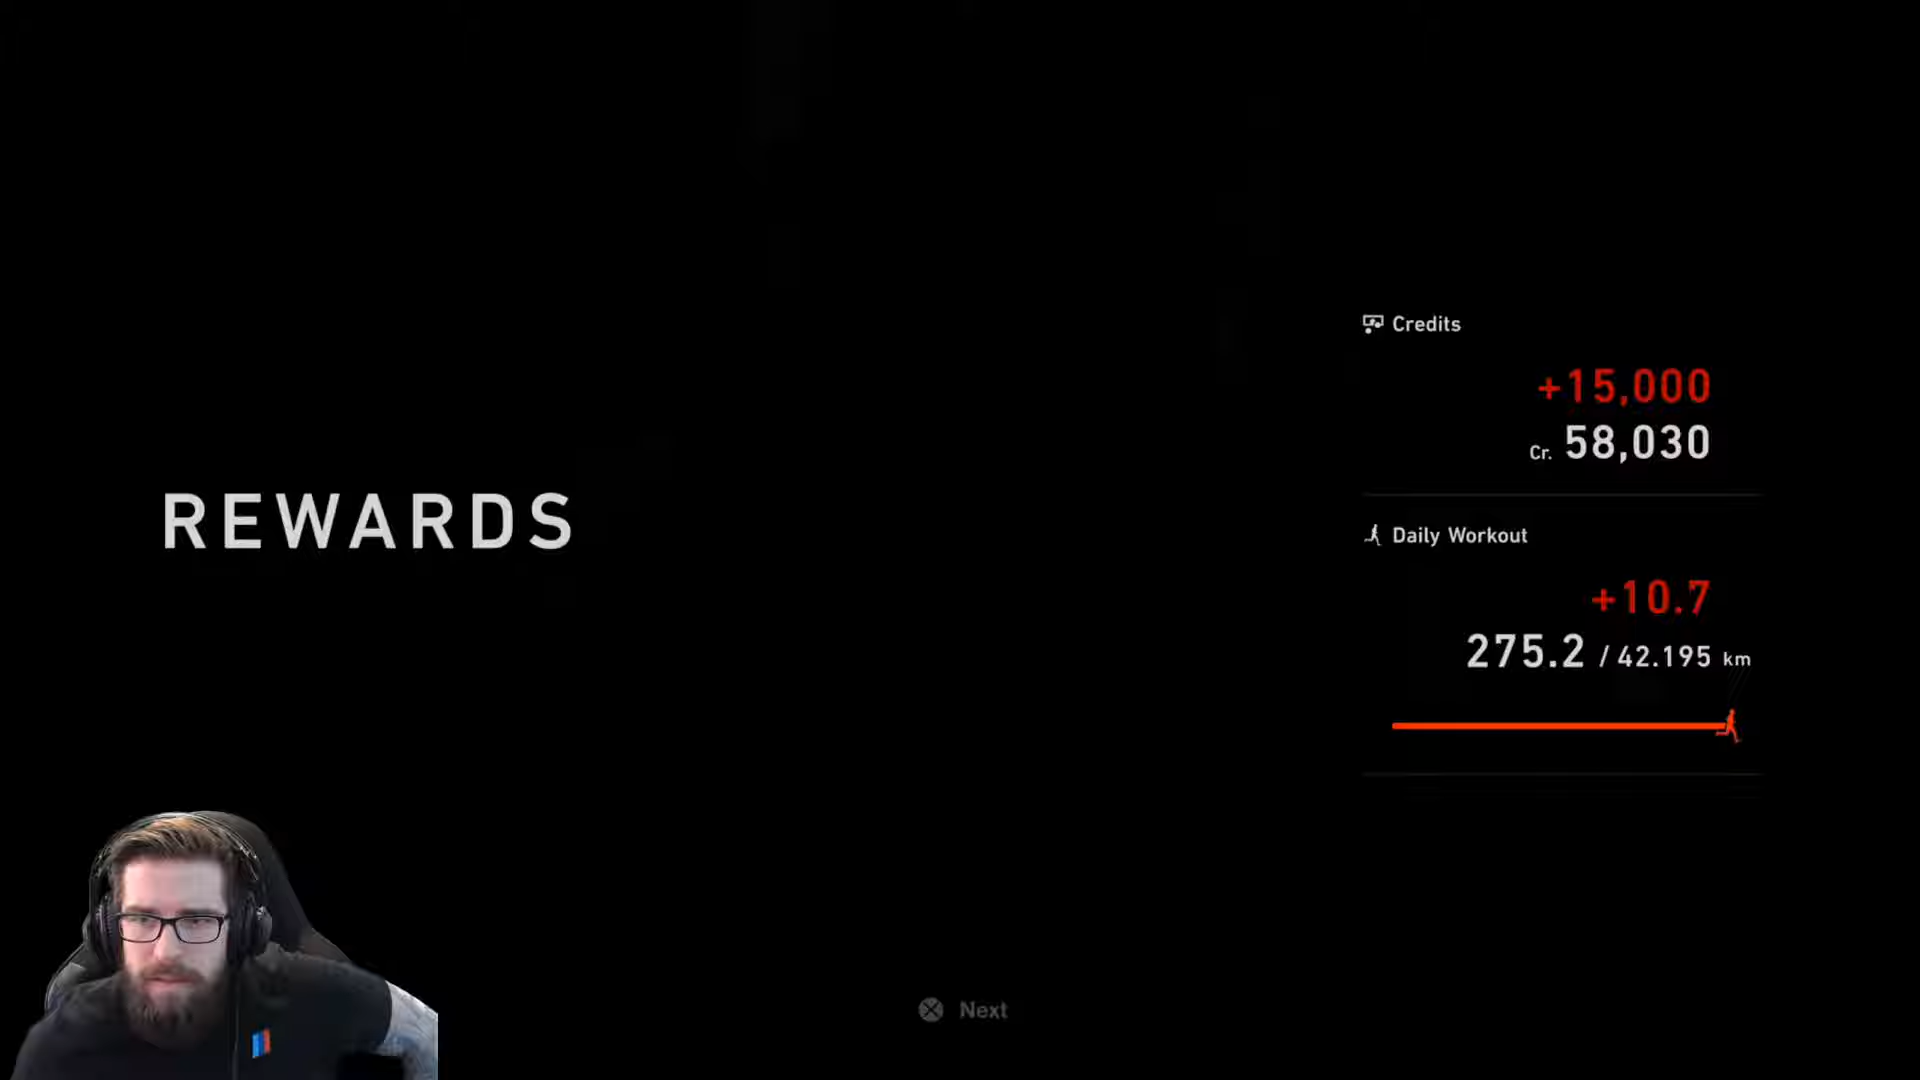 REWARDS
Credits
+15,000
Cr. 58,030
Daily Workout
+10.7
275.2 / 42.195 km
Next